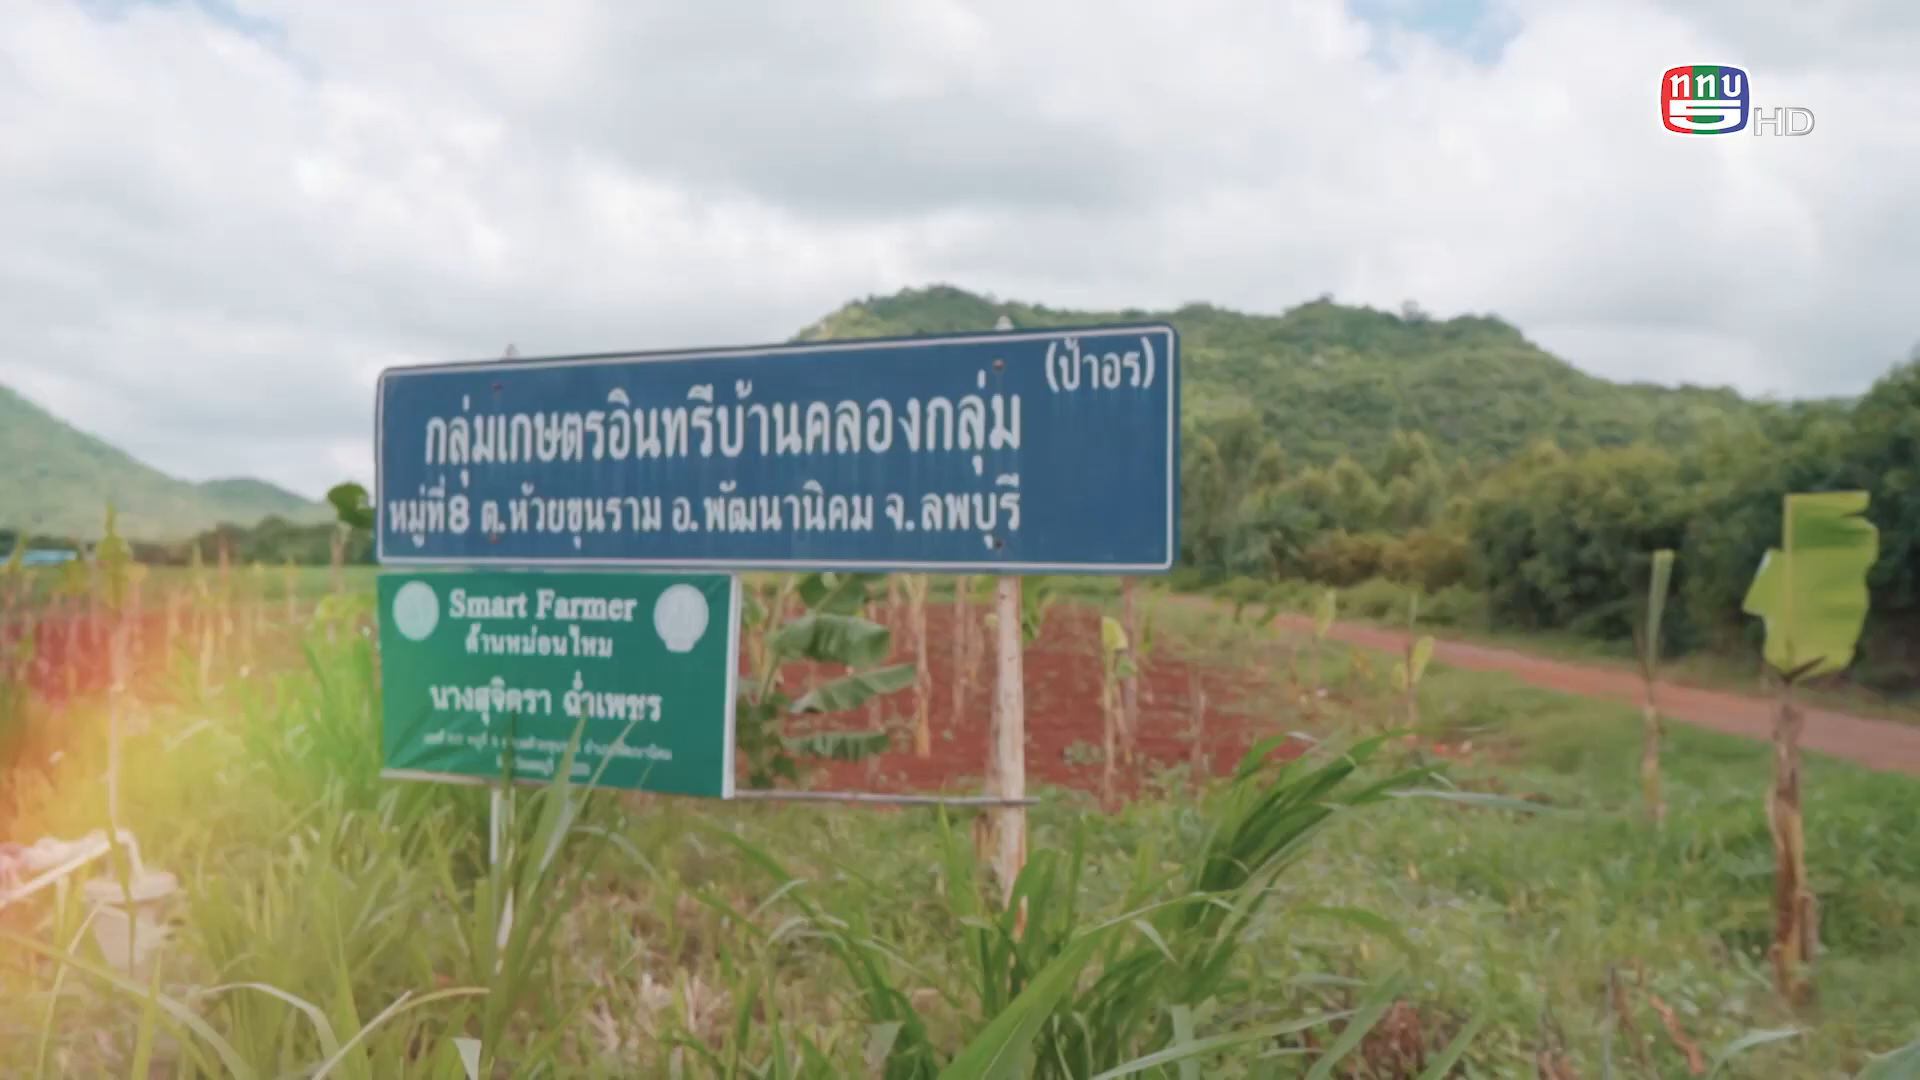 ททบ 5 HD
(ป้าอร)
กลุ่มเกษตรอินทรีบ้านคลองกลุ่ม
หมู่ที่ 8 ต.ห้วยขุนราม อ.พัฒนานิคม จ.ลพบุรี
Smart Farmer
ด้านหม่อนไหม
นางสุจิตรา ฉ่ำเพชร